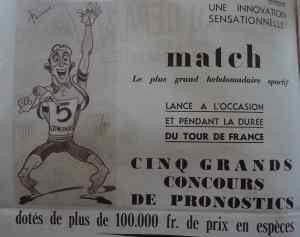 UNE INNOVATION
SENSATIONNELLE!
match
Le plus grand hebdomadaire sportif
LANCE A L'OCCASION
ET PENDANT LA DURÉE
DU TOUR DE FRANCE
5
CINQ GRANDS
CONCOURS
DE PRONOSTICS
dotés de plus de 100.000 fr. de prix en espèces